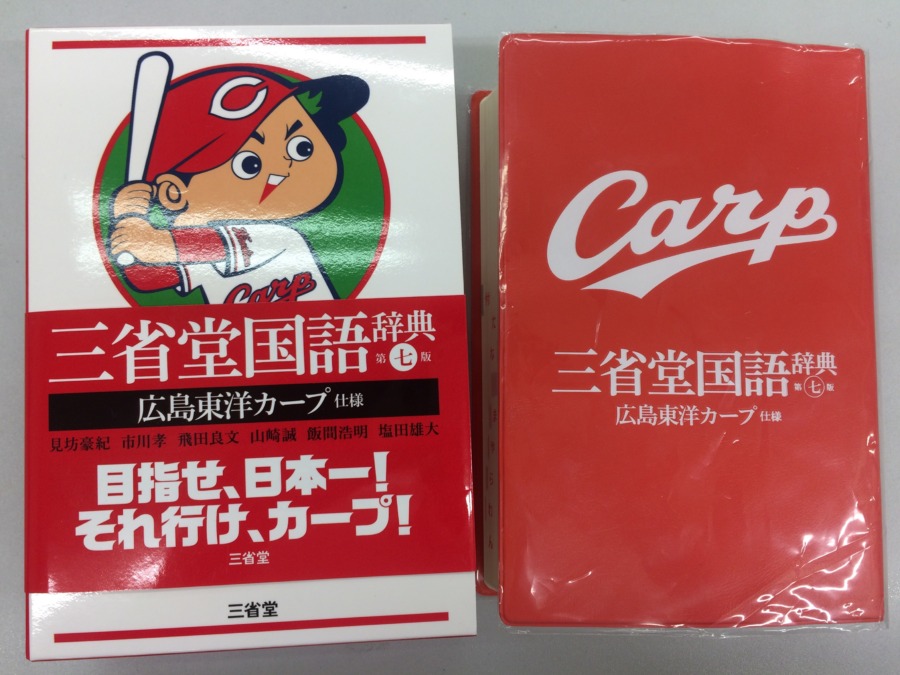 C
Carp
三省堂国語辞典
第七版
広島東洋カープ仕様
見坊豪紀 市川孝 飛田良文 山崎誠 飯間浩明 塩田雄大
目指せ、日本一!
それ行け、カープ!
三省堂
三省堂
Carp
三省堂国語辞典
第七版
広島東洋カープ仕様